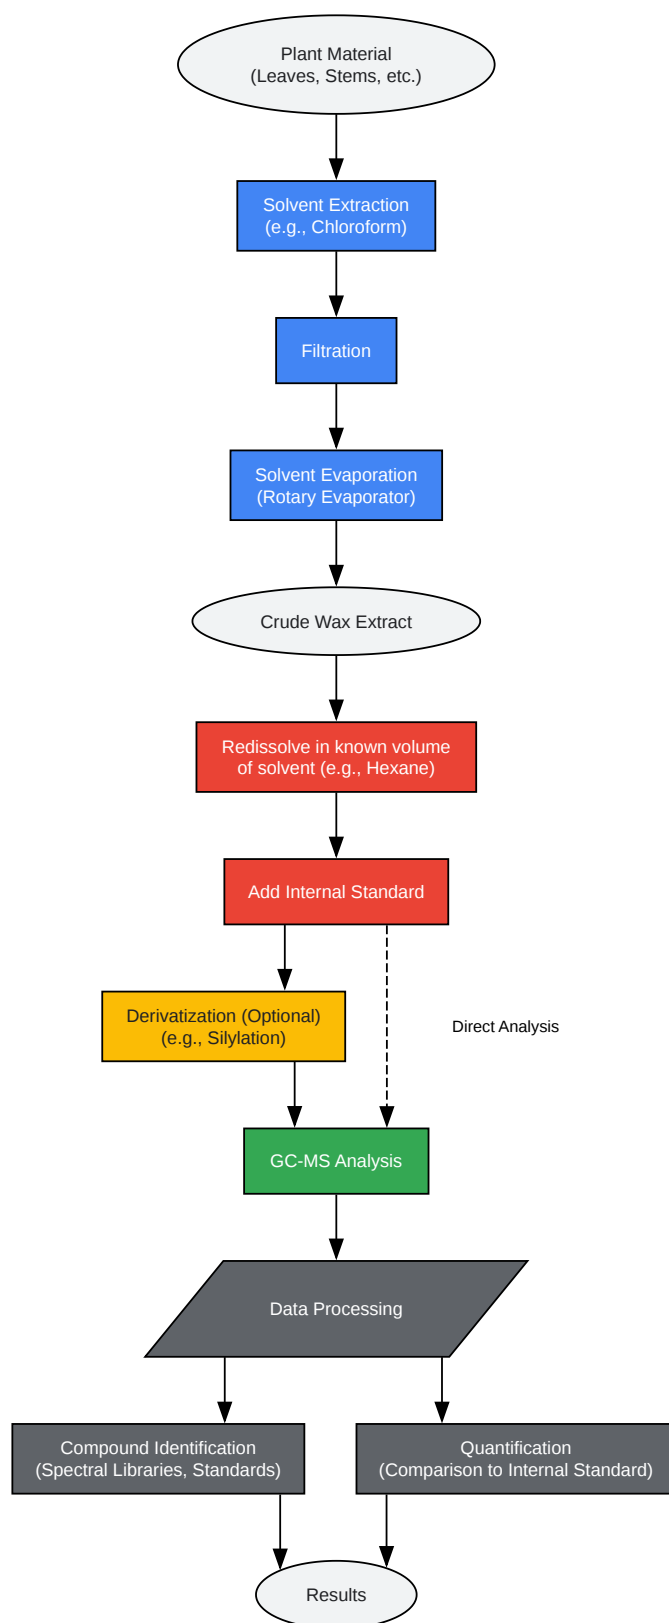 Plant Material
(Leaves, Stems, etc.)
Solvent Extraction
(e.g., Chloroform)
Filtration
Solvent Evaporation
(Rotary Evaporator)
Crude Wax Extract
Redissolve in known volume
of solvent (e.g., Hexane)
Add Internal Standard
Derivatization (Optional)
(e.g., Silylation)
Direct Analysis
GC-MS Analysis
Data Processing
Compound Identification
(Spectral Libraries, Standards)
Quantification
(Comparison to Internal Standard)
Results